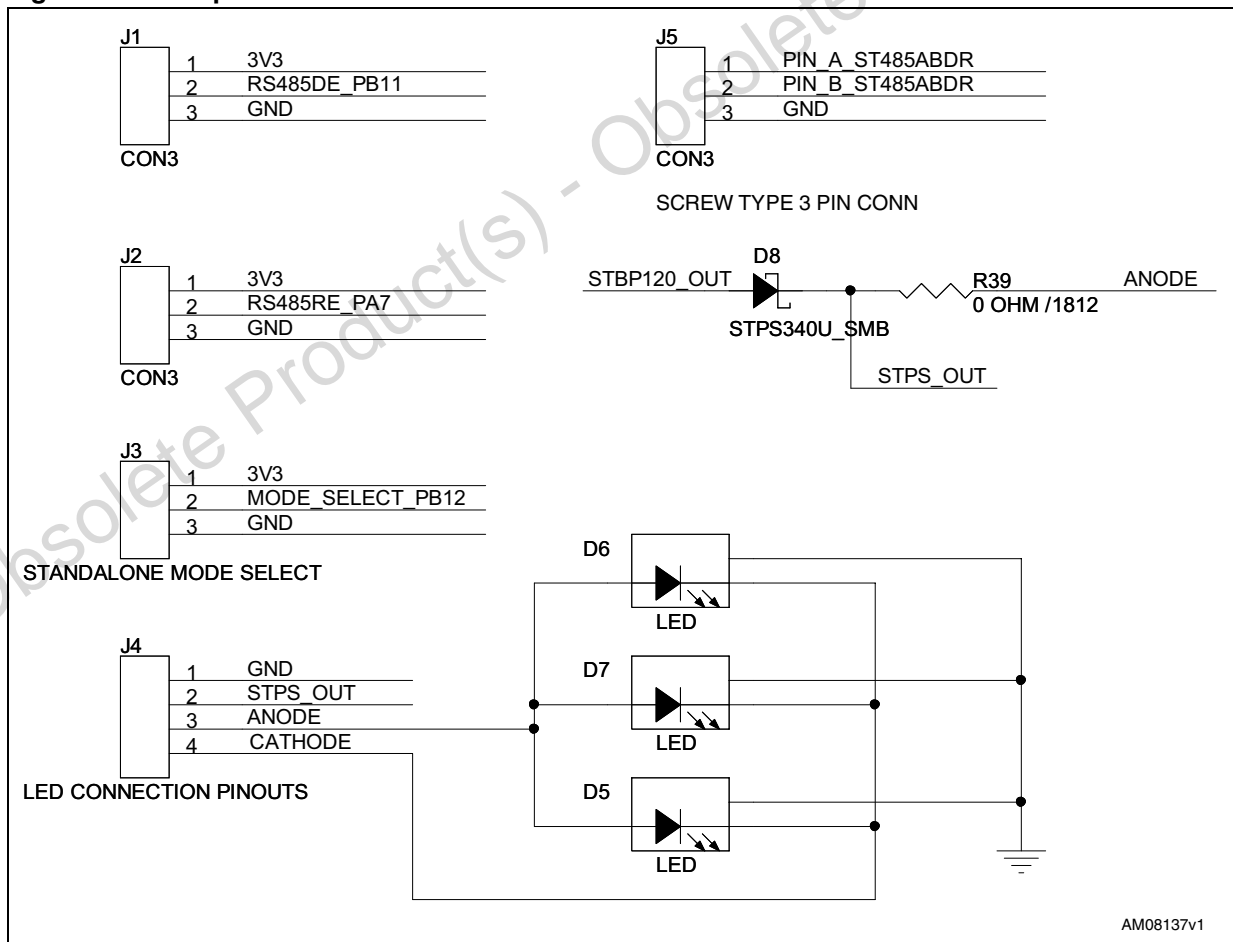 J1
1 3V3
2 RS485DE_PB11
3 GND
CON3
J5
1 PIN_A_ST485ABDR
2 PIN_B_ST485ABDR
3 GND
CON3
SCREW TYPE 3 PIN CONN
J2
1 3V3
2 RS485RE_PA7
3 GND
CON3
D8
STBP120_OUT
STPS340U_SMB
R39
0 OHM /1812
ANODE
STPS_OUT
J3
1 3V3
2 MODE_SELECT_PB12
3 GND
STANDALONE MODE SELECT
J4
1 GND
2 STPS_OUT
3 ANODE
4 CATHODE
LED CONNECTION PINOUTS
D6
LED
D7
LED
D5
LED
AM08137v1
Obsolete Product(s) - Obsolete